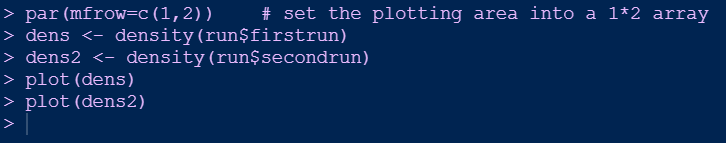 > par(mfrow=c(1,2))    # set the plotting area into a 1*2 array
> dens <- density(run$firstrun)
> dens2 <- density(run$secondrun)
> plot(dens)
> plot(dens2)
>